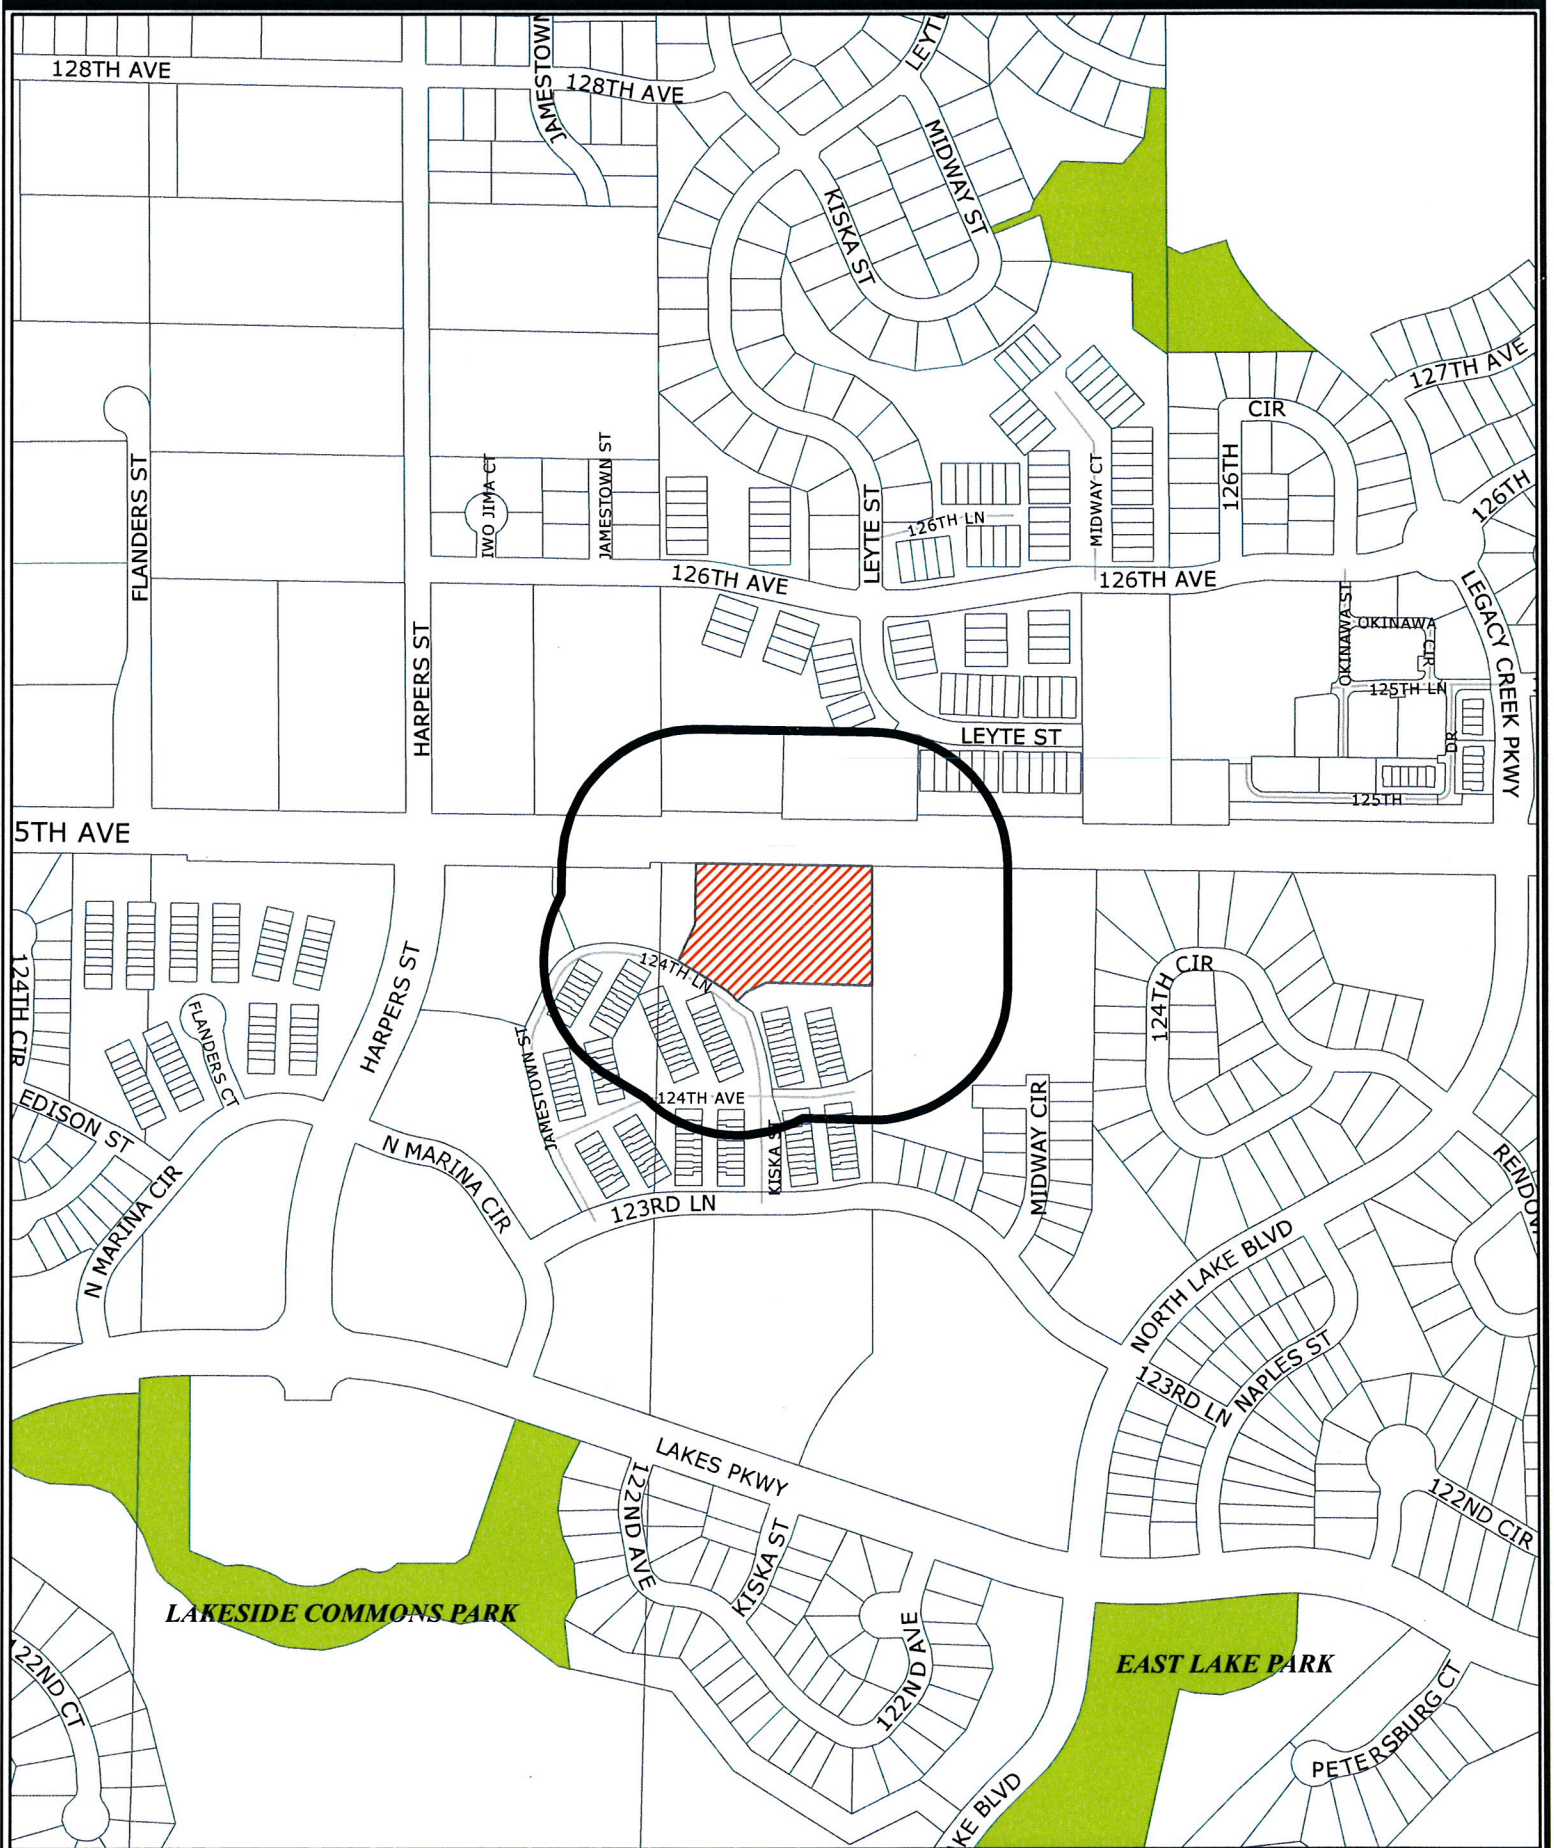 JAMESTOWN
LEYTE
128TH AVE
128TH AVE
JAMESTOWN
MIDWAY ST
KISKA ST
127TH AVE
CIR
126TH
126TH
FLANDERS ST
IWO JIMA CT
JAMESTOWN ST
LEYTE ST
126TH LN
MIDWAY CT
126TH AVE
126TH AVE
HARPERS ST
OKINAWA ST
OKINAWA
CIR
LEGACY CREEK PKWY
125TH LN
LEYTE ST
DR
125TH
5TH AVE
124TH CIR
HARPERS ST
124TH LN
124TH
CIR
FLANDERS CT
JAMESTOWN ST
124TH AVE
KISKA ST
MIDWAY CIR
EDISON ST
N MARINA CIR
N MARINA CIR
123RD LN
RENDOV
NORTH LAKE BLVD
NAPLES ST
123RD LN
LAKES PKWY
122ND AVE
KISKA ST
122ND CIR
LAKESIDE COMMONS PARK
122ND AVE
EAST LAKE PARK
122ND CT
PETERSBURG CT
KE BLVD